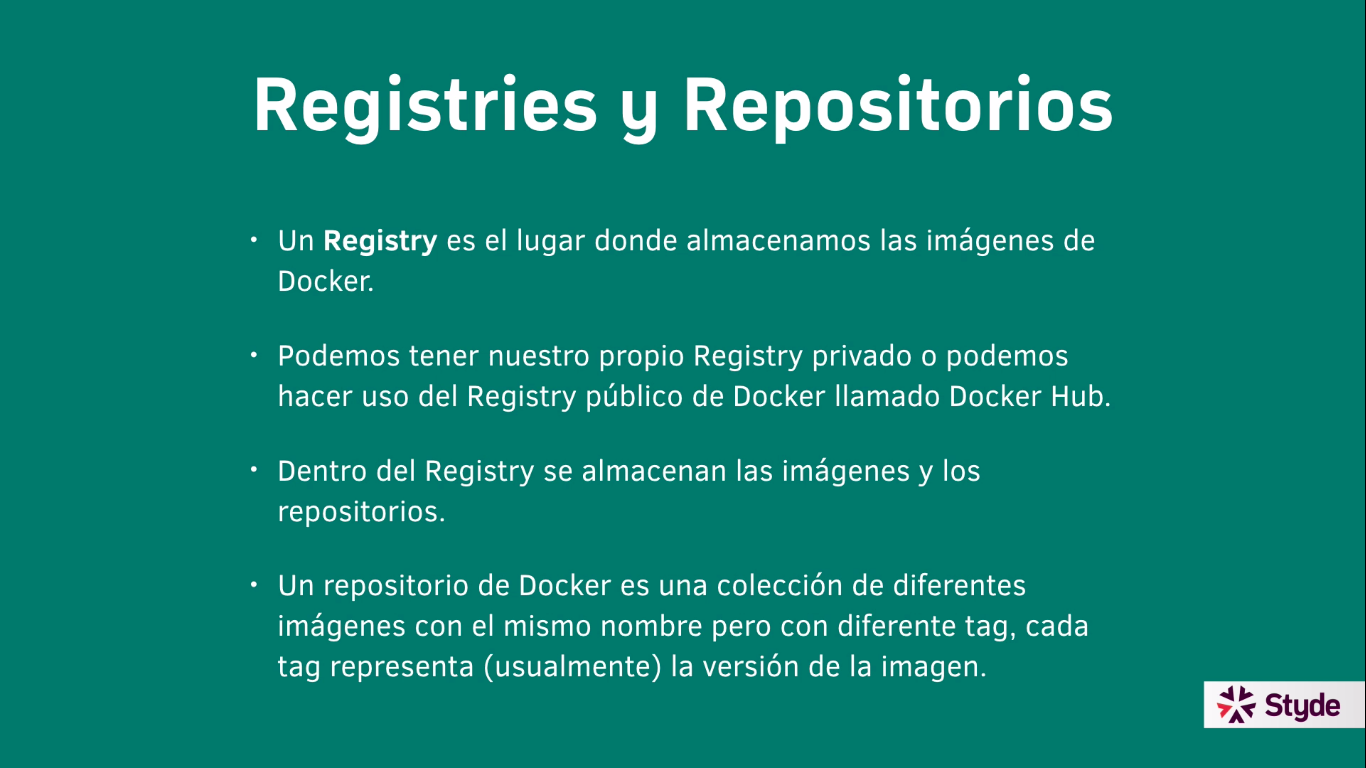 Registries y Repositorios
• Un Registry es el lugar donde almacenamos las imágenes de
Docker.
• Podemos tener nuestro propio Registry privado o podemos
hacer uso del Registry público de Docker llamado Docker Hub.
• Dentro del Registry se almacenan las imágenes y los
repositorios.
• Un repositorio de Docker es una colección de diferentes
imágenes con el mismo nombre pero con diferente tag, cada
tag representa (usualmente) la versión de la imagen.
Styde